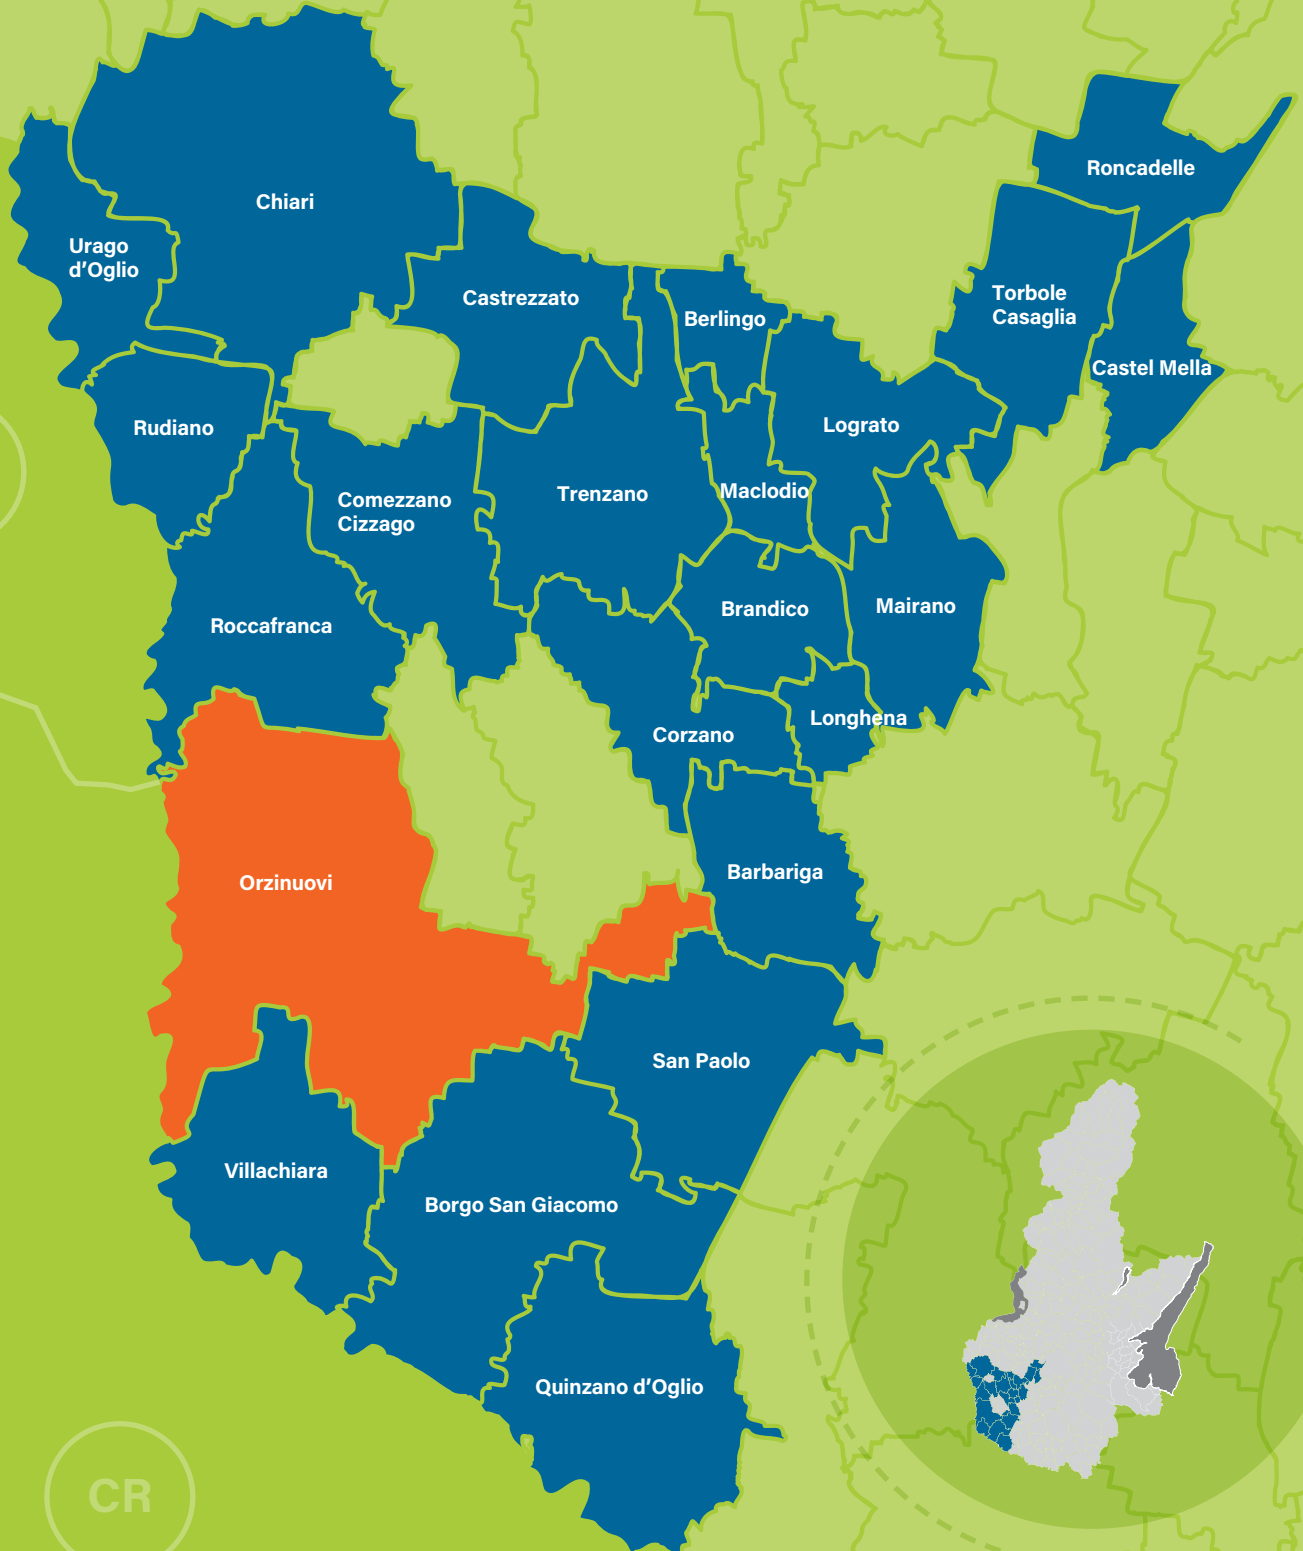 Roncadelle
Chiari
Urago
d’Oglio
Castrezzato
Berlingo
Torbole
Casaglia
Castel Mella
Rudiano
Lograto
Comezzano
Cizzago
Trenzano
Maclodio
Roccafranca
Brandico
Mairano
Corzano
Longhena
Orzinuovi
Barbariga
San Paolo
Villachiara
Borgo San Giacomo
Quinzano d’Oglio
CR